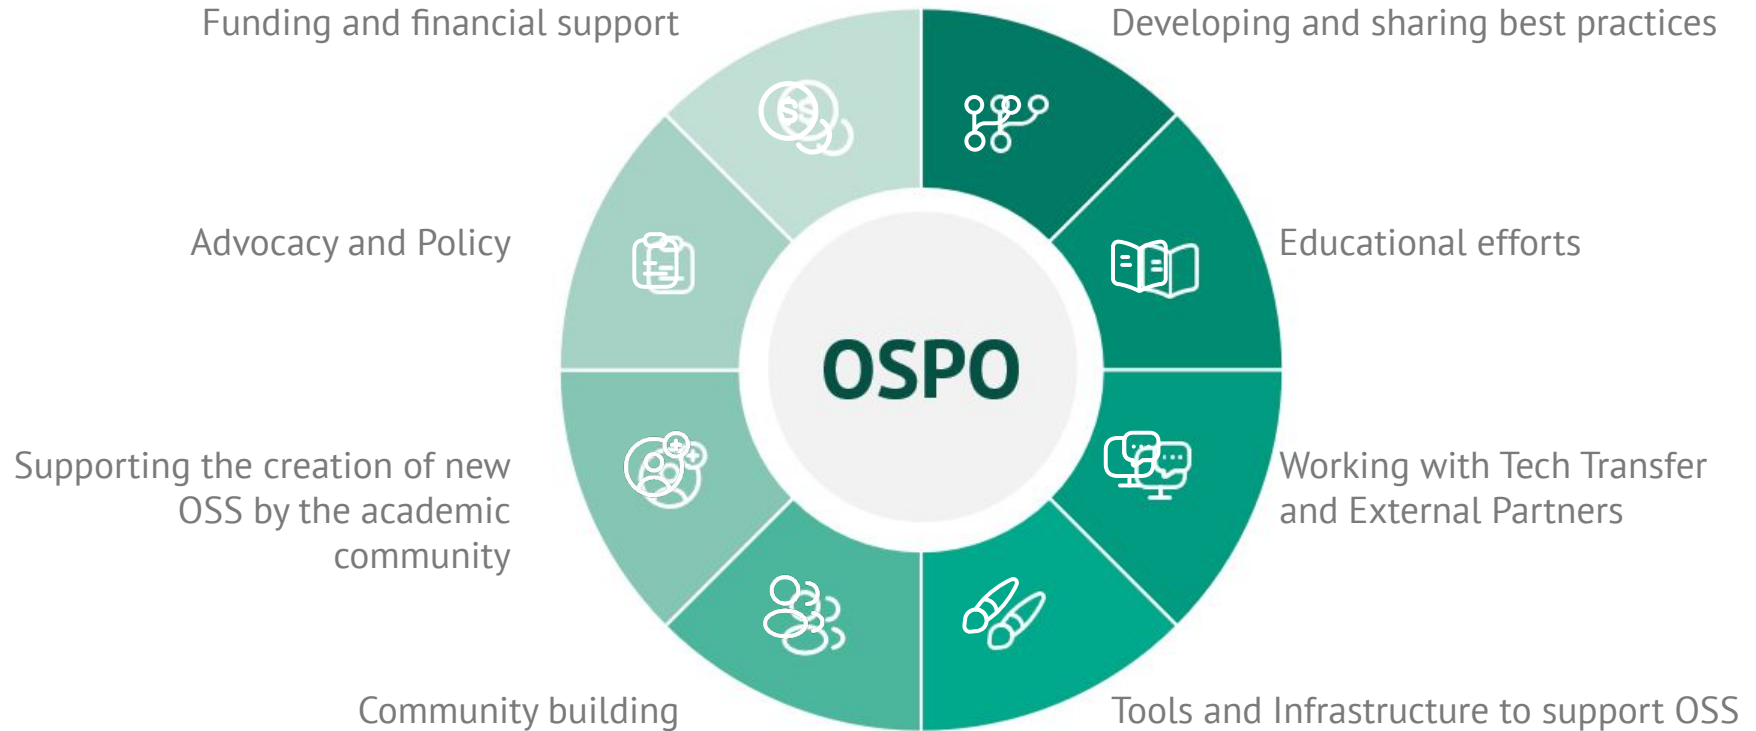 Funding and financial support
Developing and sharing best practices
Advocacy and Policy
Educational efforts
OSPO
Supporting the creation of new
OSS by the academic
community
Working with Tech Transfer
and External Partners
Community building
Tools and Infrastructure to support OSS